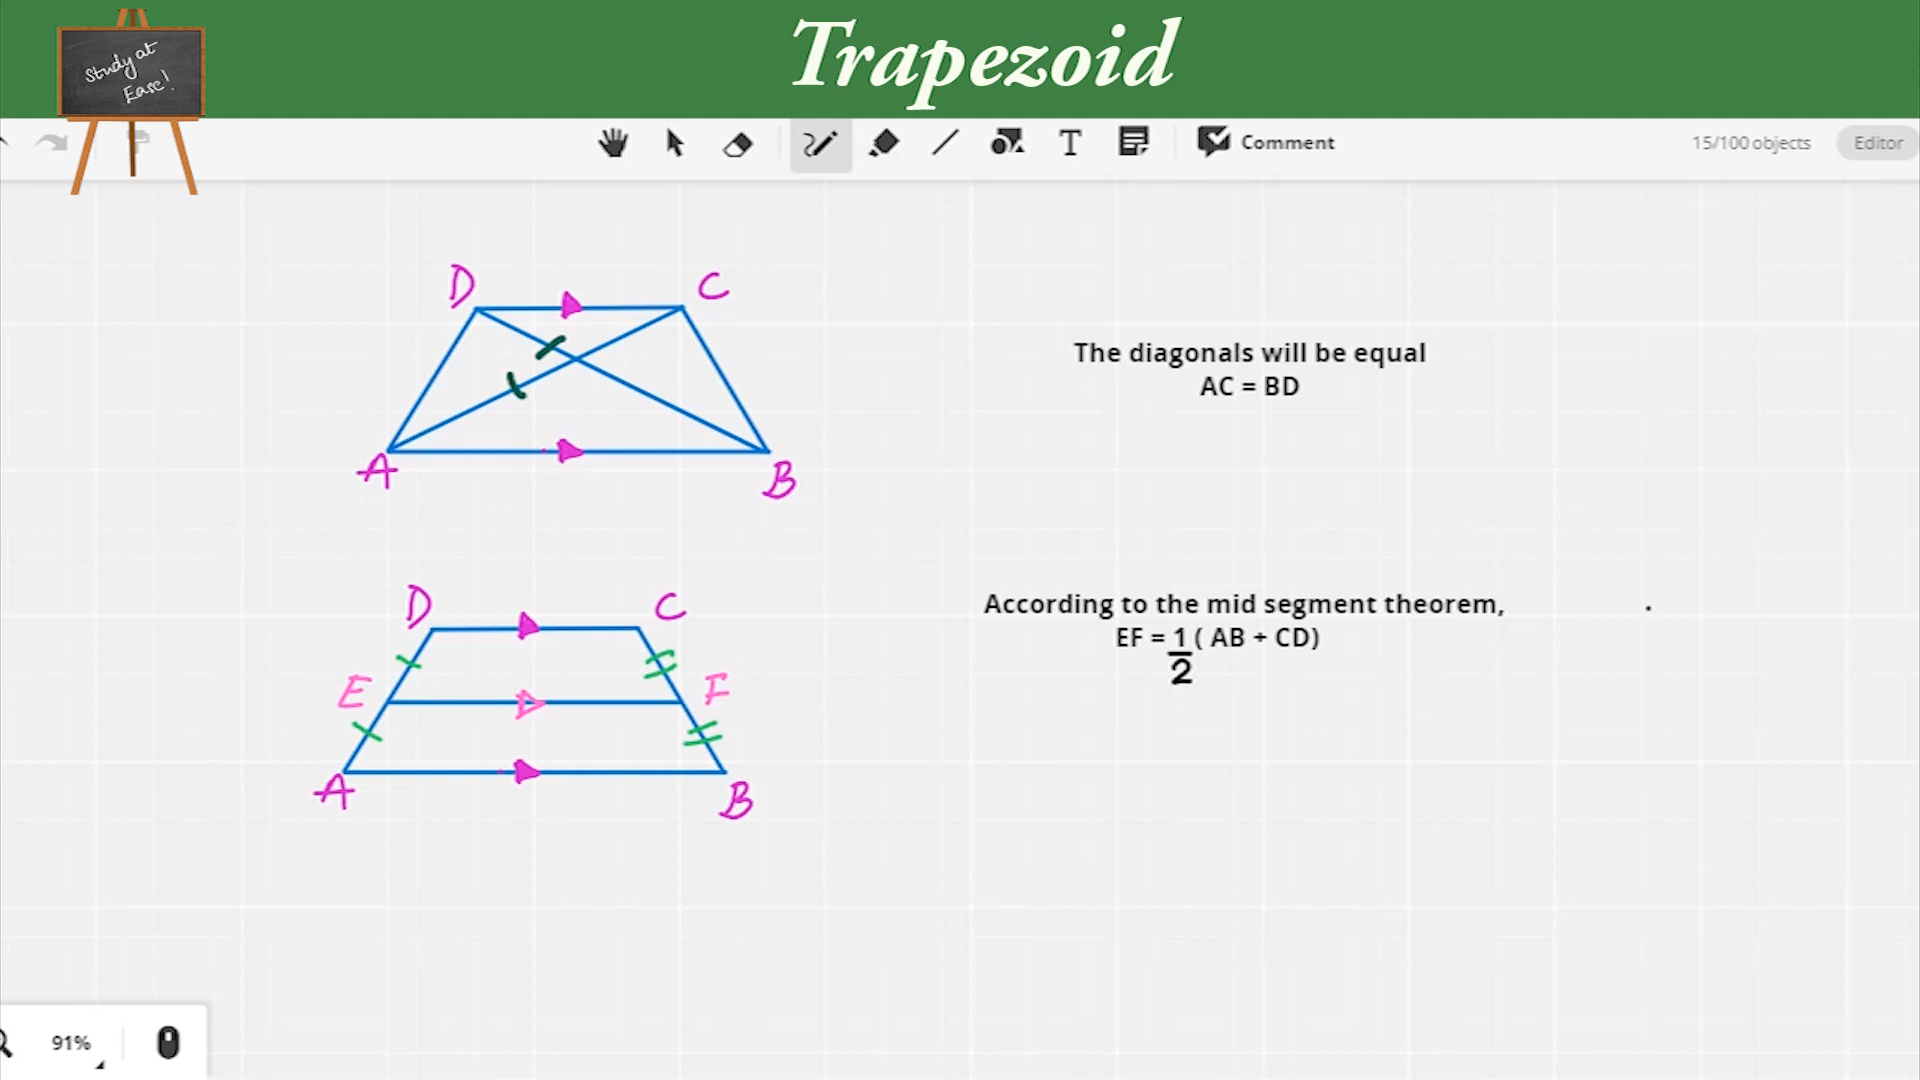 Trapezoid
Study at
Ease!
Comment
15/100 objects
Editor
D
C
The diagonals will be equal
AC = BD
A
B
D
C
According to the mid segment theorem,
EF = 1 ( AB + CD)
2
E
F
A
B
91%